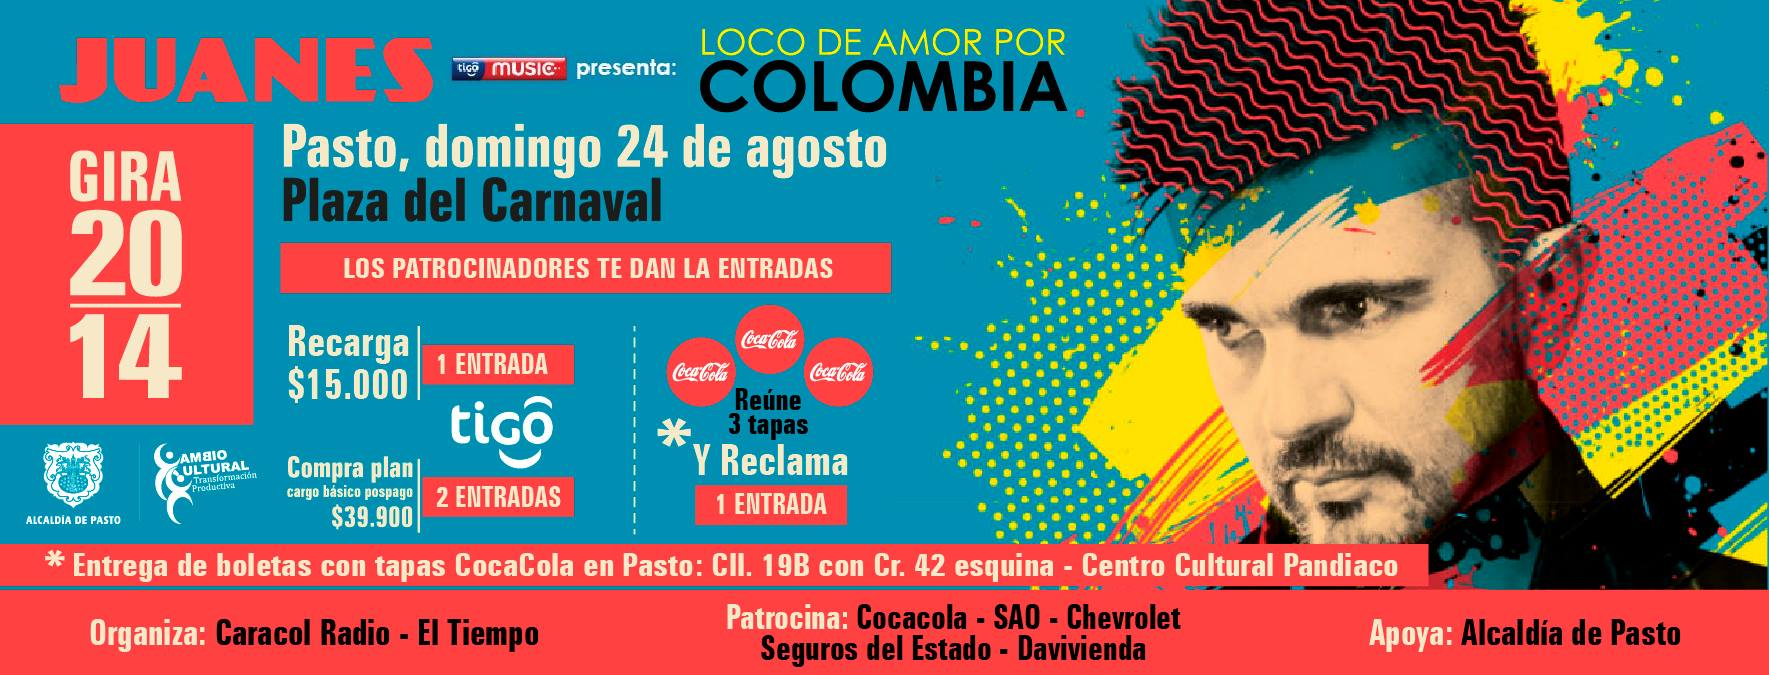 JUANES
tigo MUSIC presenta:
LOCO DE AMOR POR
COLOMBIA
GIRA
20
14
Pasto, domingo 24 de agosto
Plaza del Carnaval
LOS PATROCINADORES TE DAN LA ENTRADAS
Recarga
$15.000
1 ENTRADA
tigo
Compra plan
cargo básico pospago
$39.900
2 ENTRADAS
Coca-Cola
Coca-Cola
Coca-Cola
Reúne
3 tapas
* Y Reclama
1 ENTRADA
ALCALDÍA DE PASTO
CAMBIO
CULTURAL
Transformación
Productiva
* Entrega de boletas con tapas CocaCola en Pasto: Cll. 19B con Cr. 42 esquina - Centro Cultural Pandiaco
Organiza: Caracol Radio - El Tiempo
Patrocina: Cocacola - SAO - Chevrolet
Seguros del Estado - Davivienda
Apoya: Alcaldía de Pasto